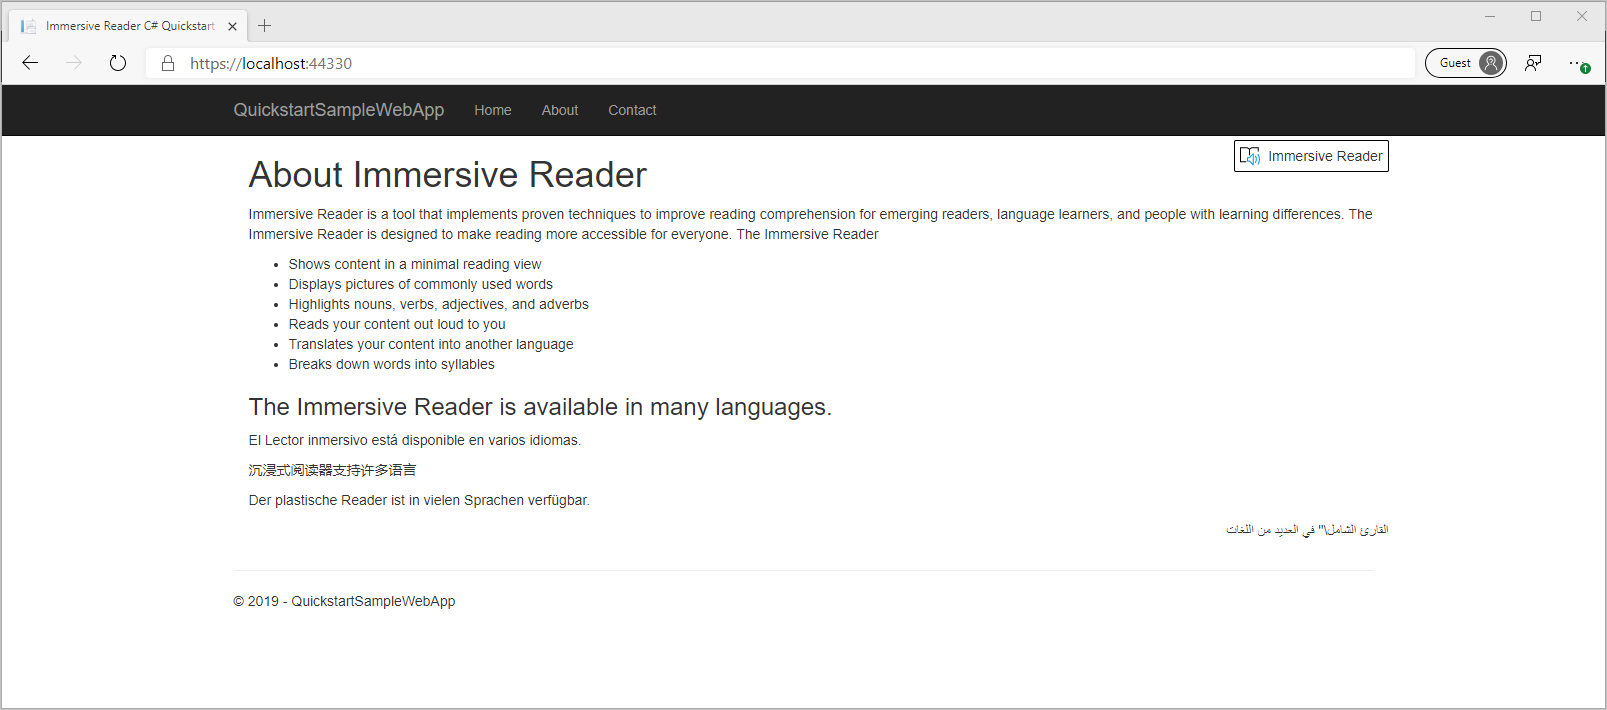 Immersive Reader C# Quickstart
https://localhost:44330
Guest
QuickstartSampleWebApp Home About Contact
Immersive Reader
About Immersive Reader
Immersive Reader is a tool that implements proven techniques to improve reading comprehension for emerging readers, language learners, and people with learning differences. The
Immersive Reader is designed to make reading more accessible for everyone. The Immersive Reader
• Shows content in a minimal reading view
• Displays pictures of commonly used words
• Highlights nouns, verbs, adjectives, and adverbs
• Reads your content out loud to you
• Translates your content into another language
• Breaks down words into syllables
The Immersive Reader is available in many languages.
El Lector inmersivo está disponible en varios idiomas.
沉浸式阅读器支持许多语言
Der plastische Reader ist in vielen Sprachen verfügbar.
القارئ الشامل\" في العديد من اللغات
© 2019 - QuickstartSampleWebApp